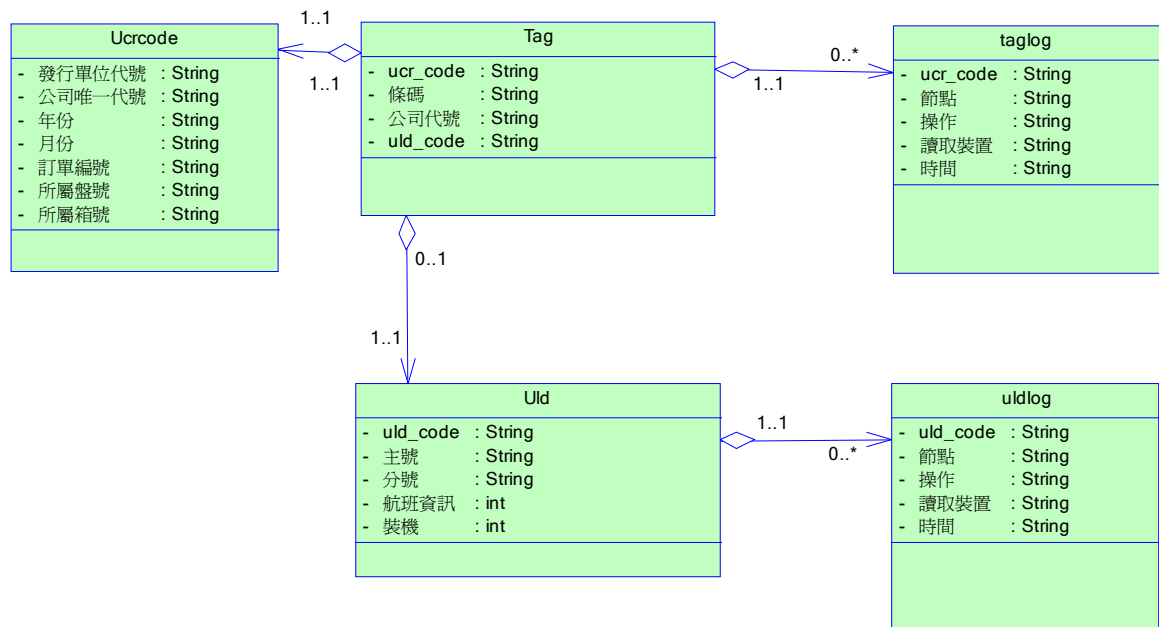 Ucrcode
- 發行單位代號 : String
- 公司唯一代號 : String
- 年份 : String
- 月份 : String
- 訂單編號 : String
- 所屬盤號 : String
- 所屬箱號 : String
1..1
1..1
Tag
- ucr_code : String
- 條碼 : String
- 公司代號 : String
- uld_code : String
0..*
1..1
taglog
- ucr_code : String
- 節點 : String
- 操作 : String
- 讀取裝置 : String
- 時間 : String
0..1
1..1
Uld
- uld_code : String
- 主號 : String
- 分號 : String
- 航班資訊 : int
- 裝機 : int
1..1
0..*
uldlog
- uld_code : String
- 節點 : String
- 操作 : String
- 讀取裝置 : String
- 時間 : String